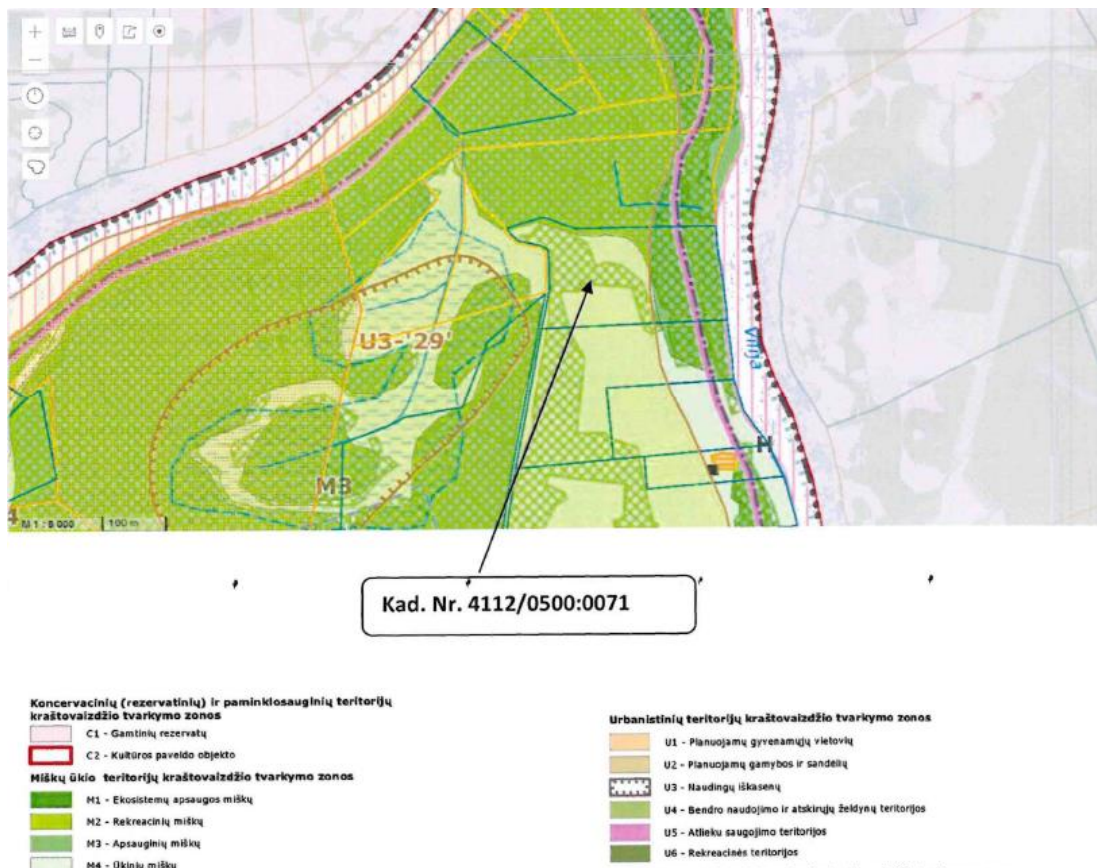 U3-'29'
Vilija
H
M3
4
M 1 : 6 000
100 m
Kad. Nr. 4112/0500:0071
Koncervacinių (rezervatinių) ir paminklosauginių teritorijų
kraštovaizdžio tvarkymo zonos
C1 - Gamtinių rezervatų
C2 - Kultūros paveldo objekto
Miškų ūkio teritorijų kraštovaizdžio tvarkymo zonos
M1 - Ekosistemų apsaugos miškų
M2 - Rekreacinių miškų
M3 - Apsauginių miškų
M4 - Ūkinių miškų
Urbanistinių teritorijų kraštovaizdžio tvarkymo zonos
U1 - Planuojamų gyvenamųjų vietovių
U2 - Planuojamų gamybos ir sandėlių
U3 - Naudingų iškasenų
U4 - Bendro naudojimo ir atskirųjų želdynų teritorijos
U5 - Atliekų saugojimo teritorijos
U6 - Rekreacinės teritorijos